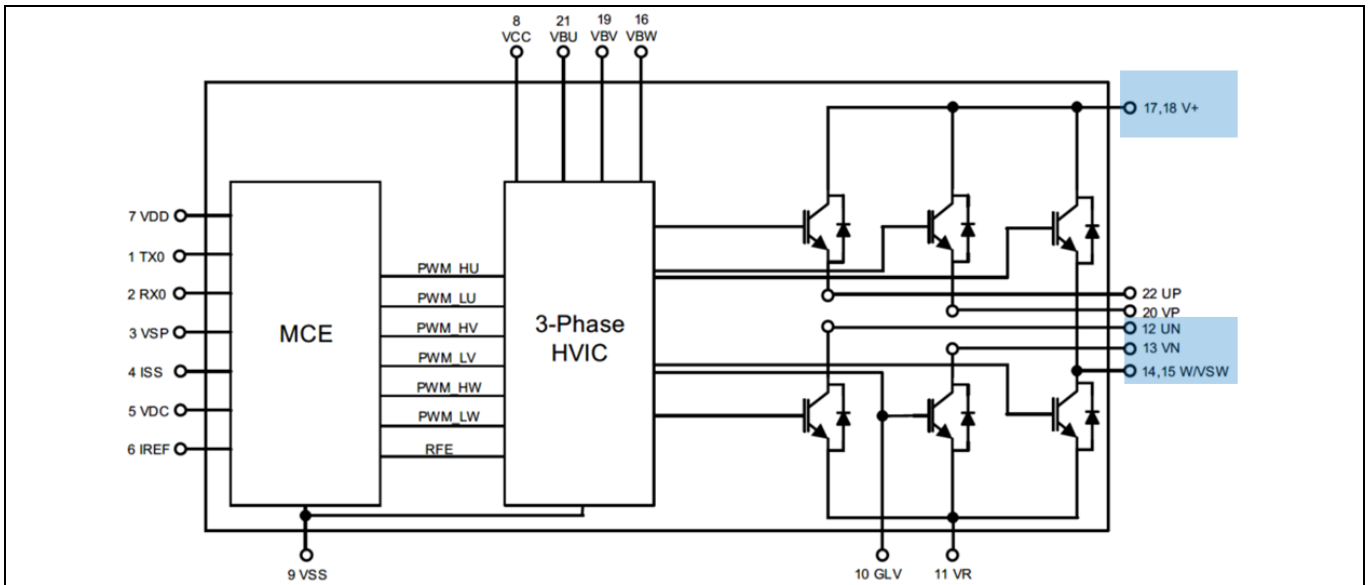 8 21 19 16
VCC VBU VBV VBW
17,18 V+
7 VDD
1 TX0
2 RX0
3 VSP
4 ISS
5 VDC
6 IREF
MCE
PWM_HU
PWM_LU
PWM_HV
PWM_LV
PWM_HW
PWM_LW
RFE
3-Phase
HVIC
22 UP
20 VP
12 UN
13 VN
14,15 W/VSW
9 VSS
10 GLV
11 VR